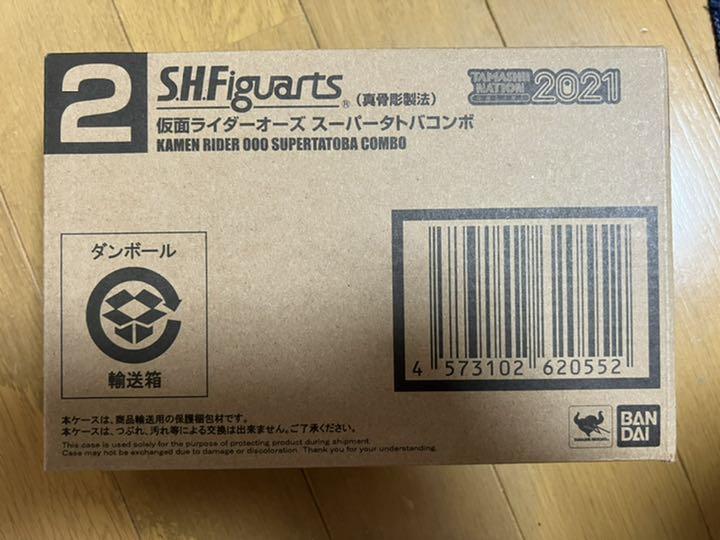 2
S.H.Figuarts
®
(真骨彫製法)
TAMASHII
NATION
2021
仮面ライダーオーズ スーパータトバコンボ
KAMEN RIDER OOO SUPERTATOBA COMBO
ダンボール
輸送箱
4 573102 620552
本ケースは、商品輸送用の保護梱包材です。
本ケースは、つぶれ、汚れ等による交換は出来ません。ご了承ください。
This case is used solely for the purpose of protecting product during shipment.
Case may not be exchanged due to damage or discoloration. Thank you for your understanding.
BAN
DAI